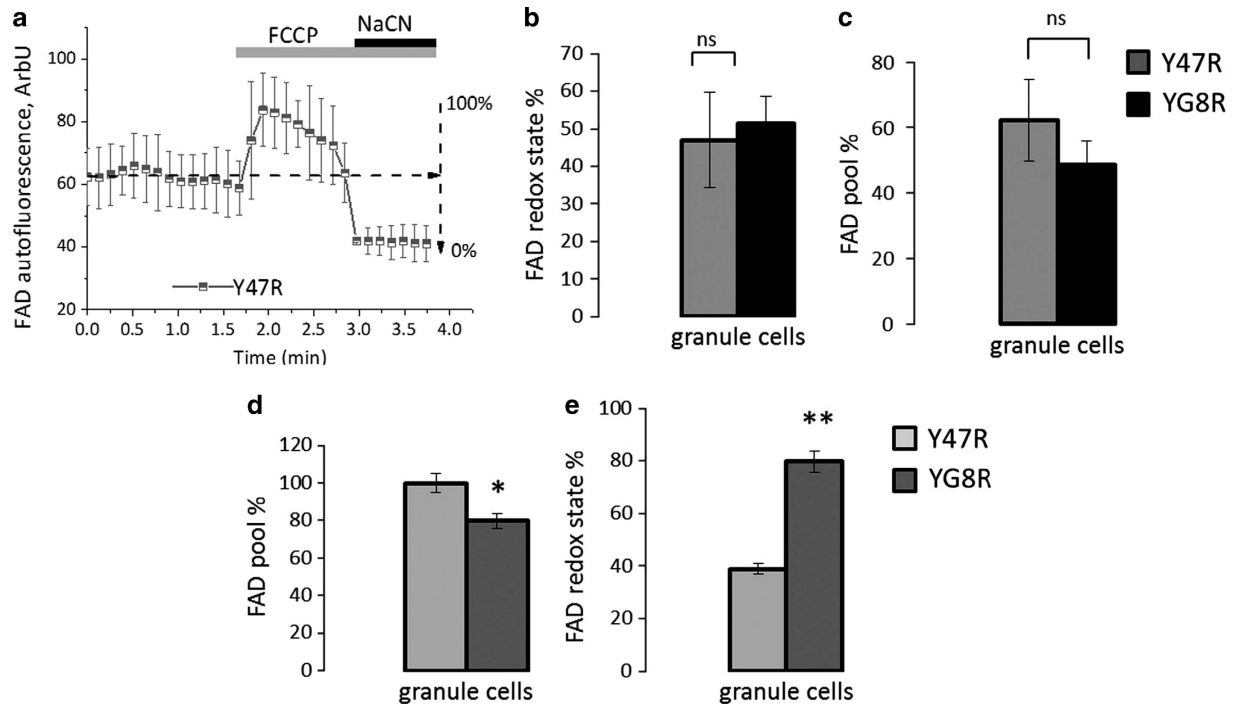 a
FCCP
NaCN
FAD autofluorescence, ArbU
100
80
60
40
20
100%
0%
Y47R
0.0 0.5 1.0 1.5 2.0 2.5 3.0 3.5 4.0
Time (min)
b
ns
FAD redox state %
70
60
50
40
30
20
10
0
granule cells
c
ns
FAD pool %
80
60
40
20
0
granule cells
Y47R
YG8R
d
FAD pool %
120
100
80
60
40
20
0
*
granule cells
e
FAD redox state %
100
80
60
40
20
0
**
granule cells
Y47R
YG8R